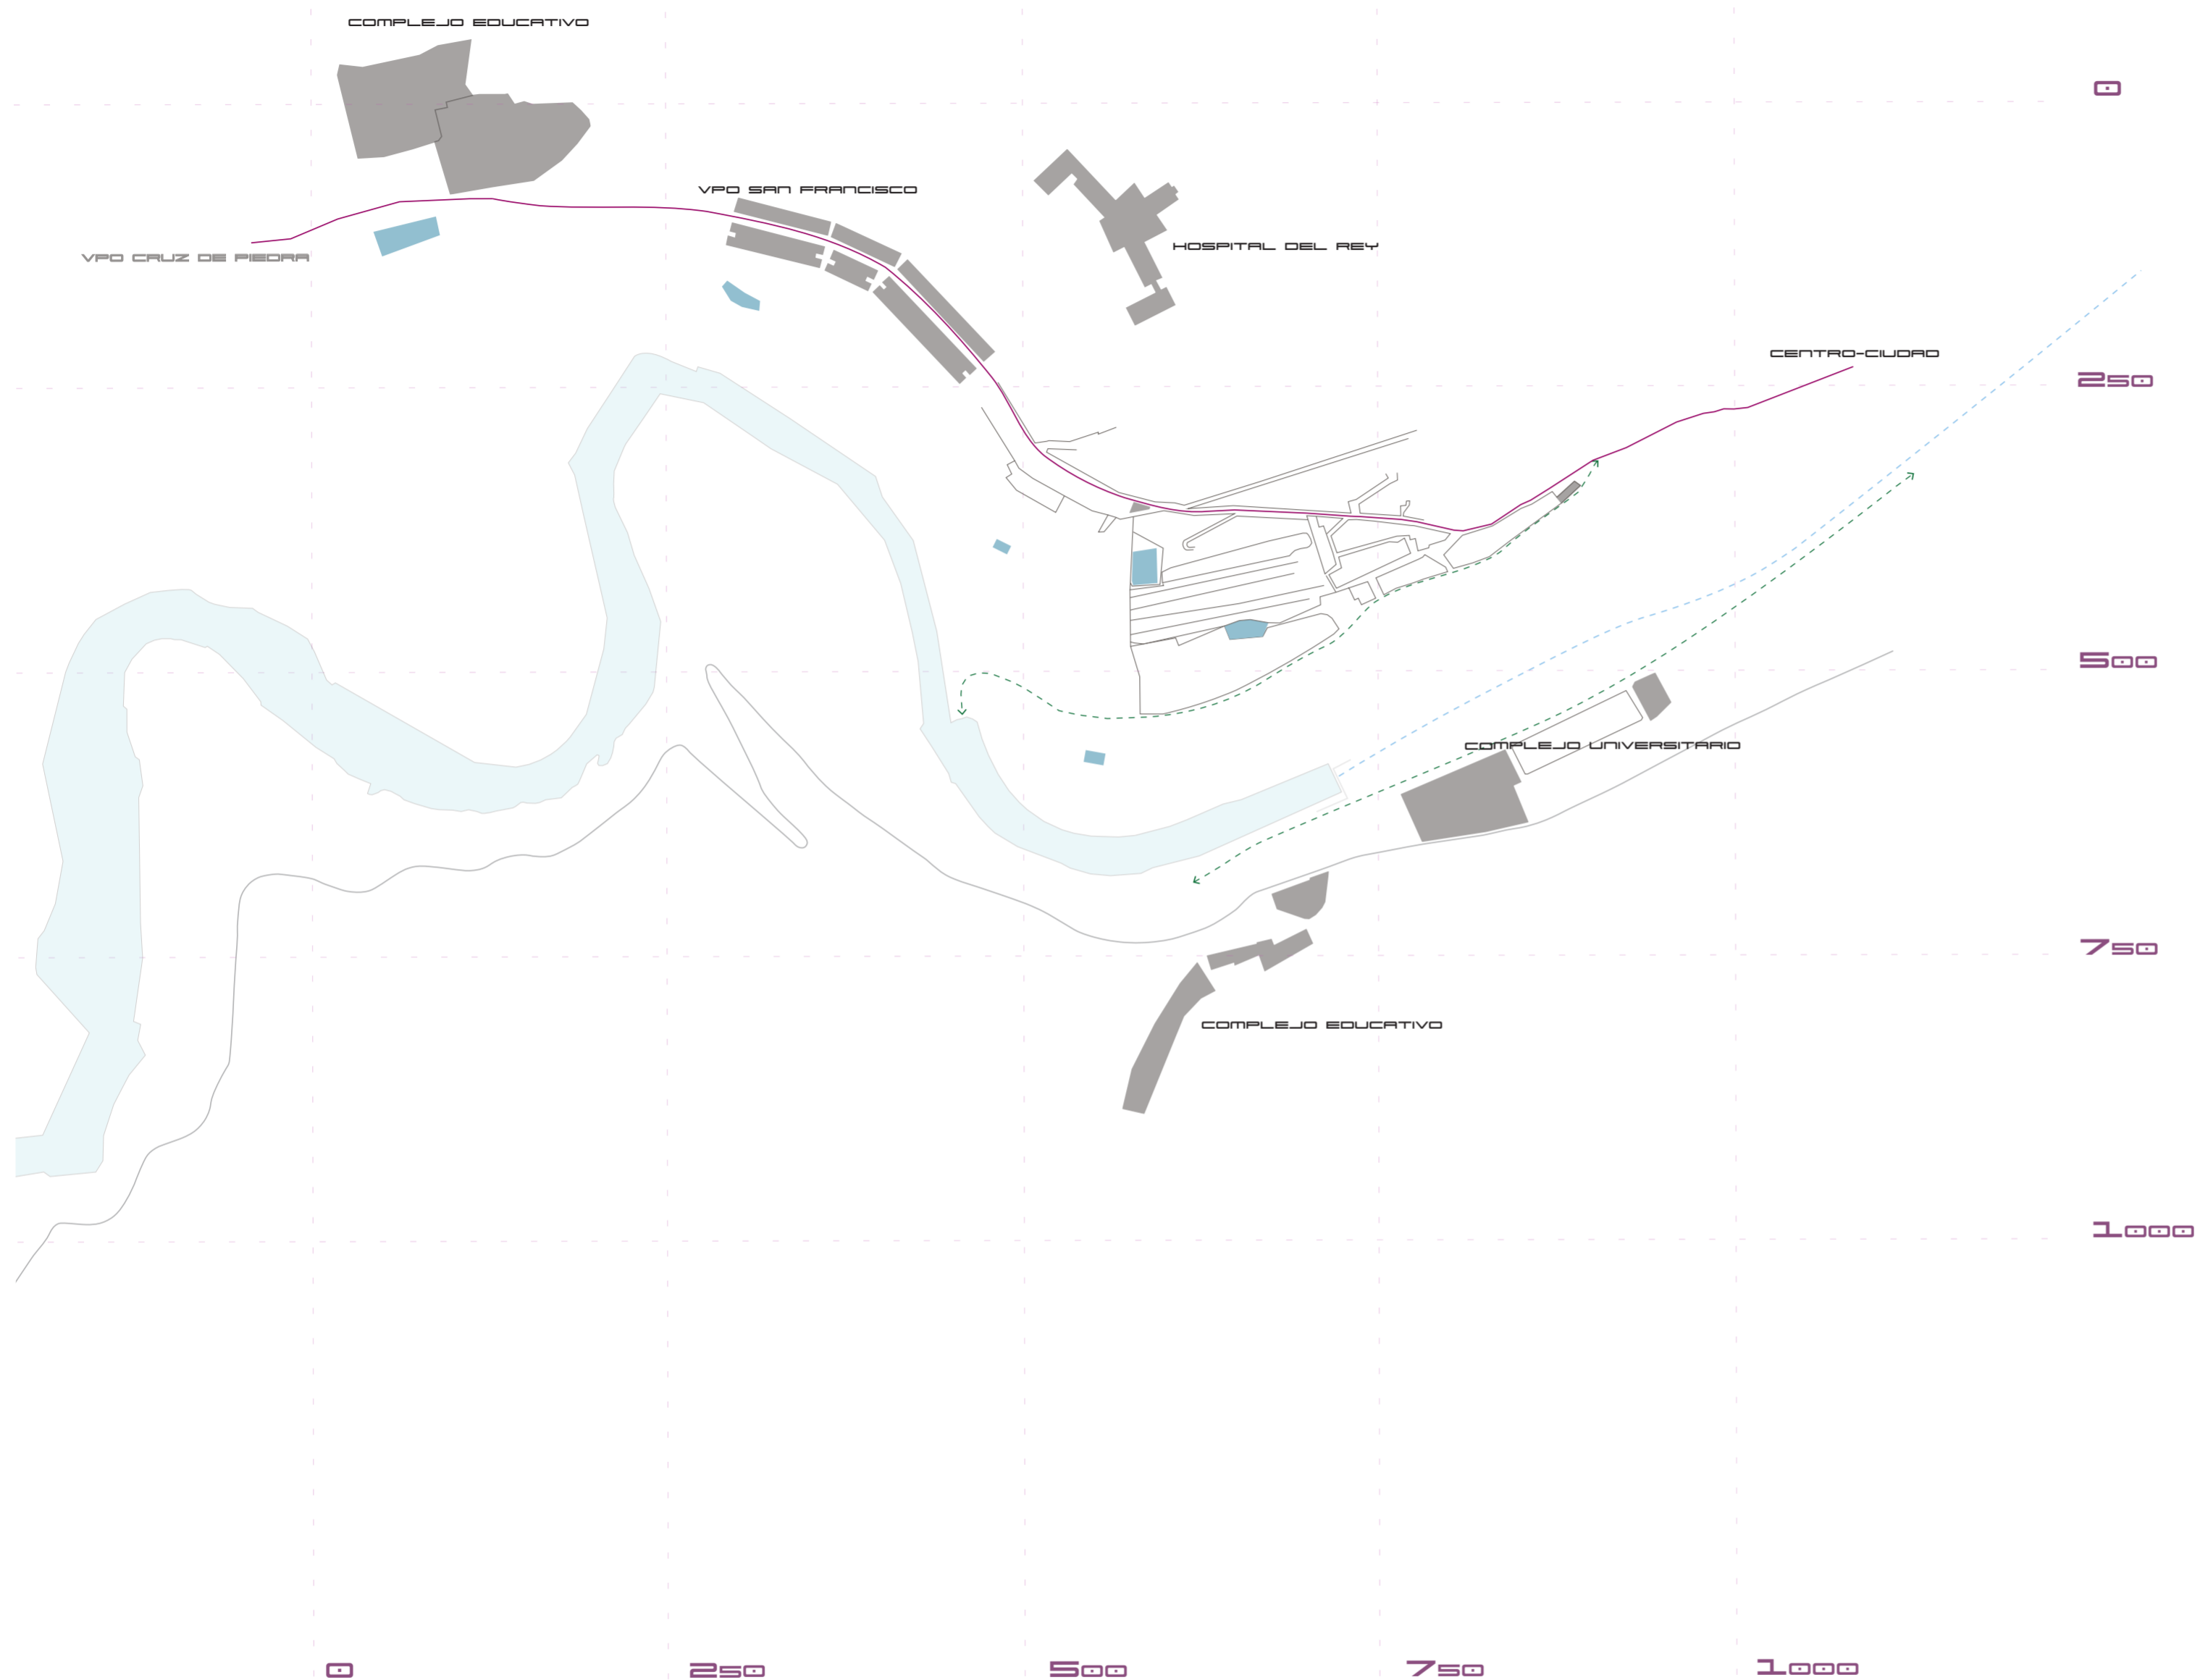 COMPLEJO EDUCATIVO
0
VPO SAN FRANCISCO
HOSPITAL DEL REY
VPO CRUZ DE PIEDRA
CENTRO-CIUDAD
250
500
COMPLEJO UNIVERSITARIO
750
COMPLEJO EDUCATIVO
1000
0 250 500 750 1000